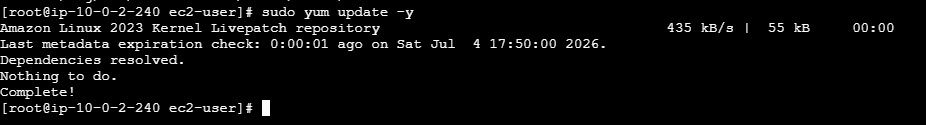 [root@ip-10-0-2-240 ec2-user]# sudo yum update -y
Amazon Linux 2023 Kernel Livepatch repository                                   435 kB/s |  55 kB     00:00
Last metadata expiration check: 0:00:01 ago on Sat Jul  4 17:50:00 2026.
Dependencies resolved.
Nothing to do.
Complete!
[root@ip-10-0-2-240 ec2-user]#